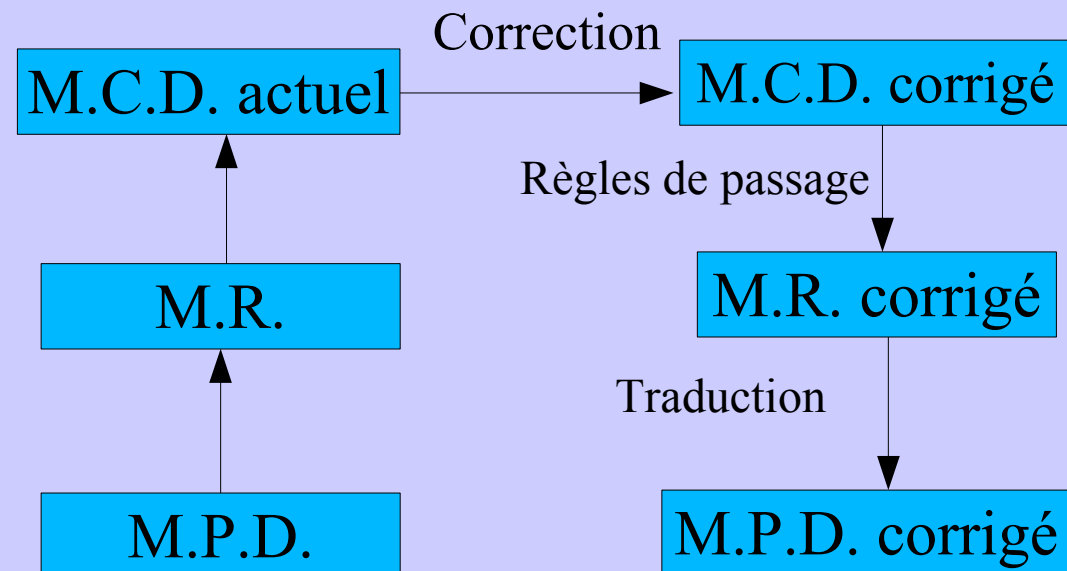 Correction
M.C.D. actuel
M.C.D. corrigé
Règles de passage
M.R.
M.R. corrigé
Traduction
M.P.D.
M.P.D. corrigé